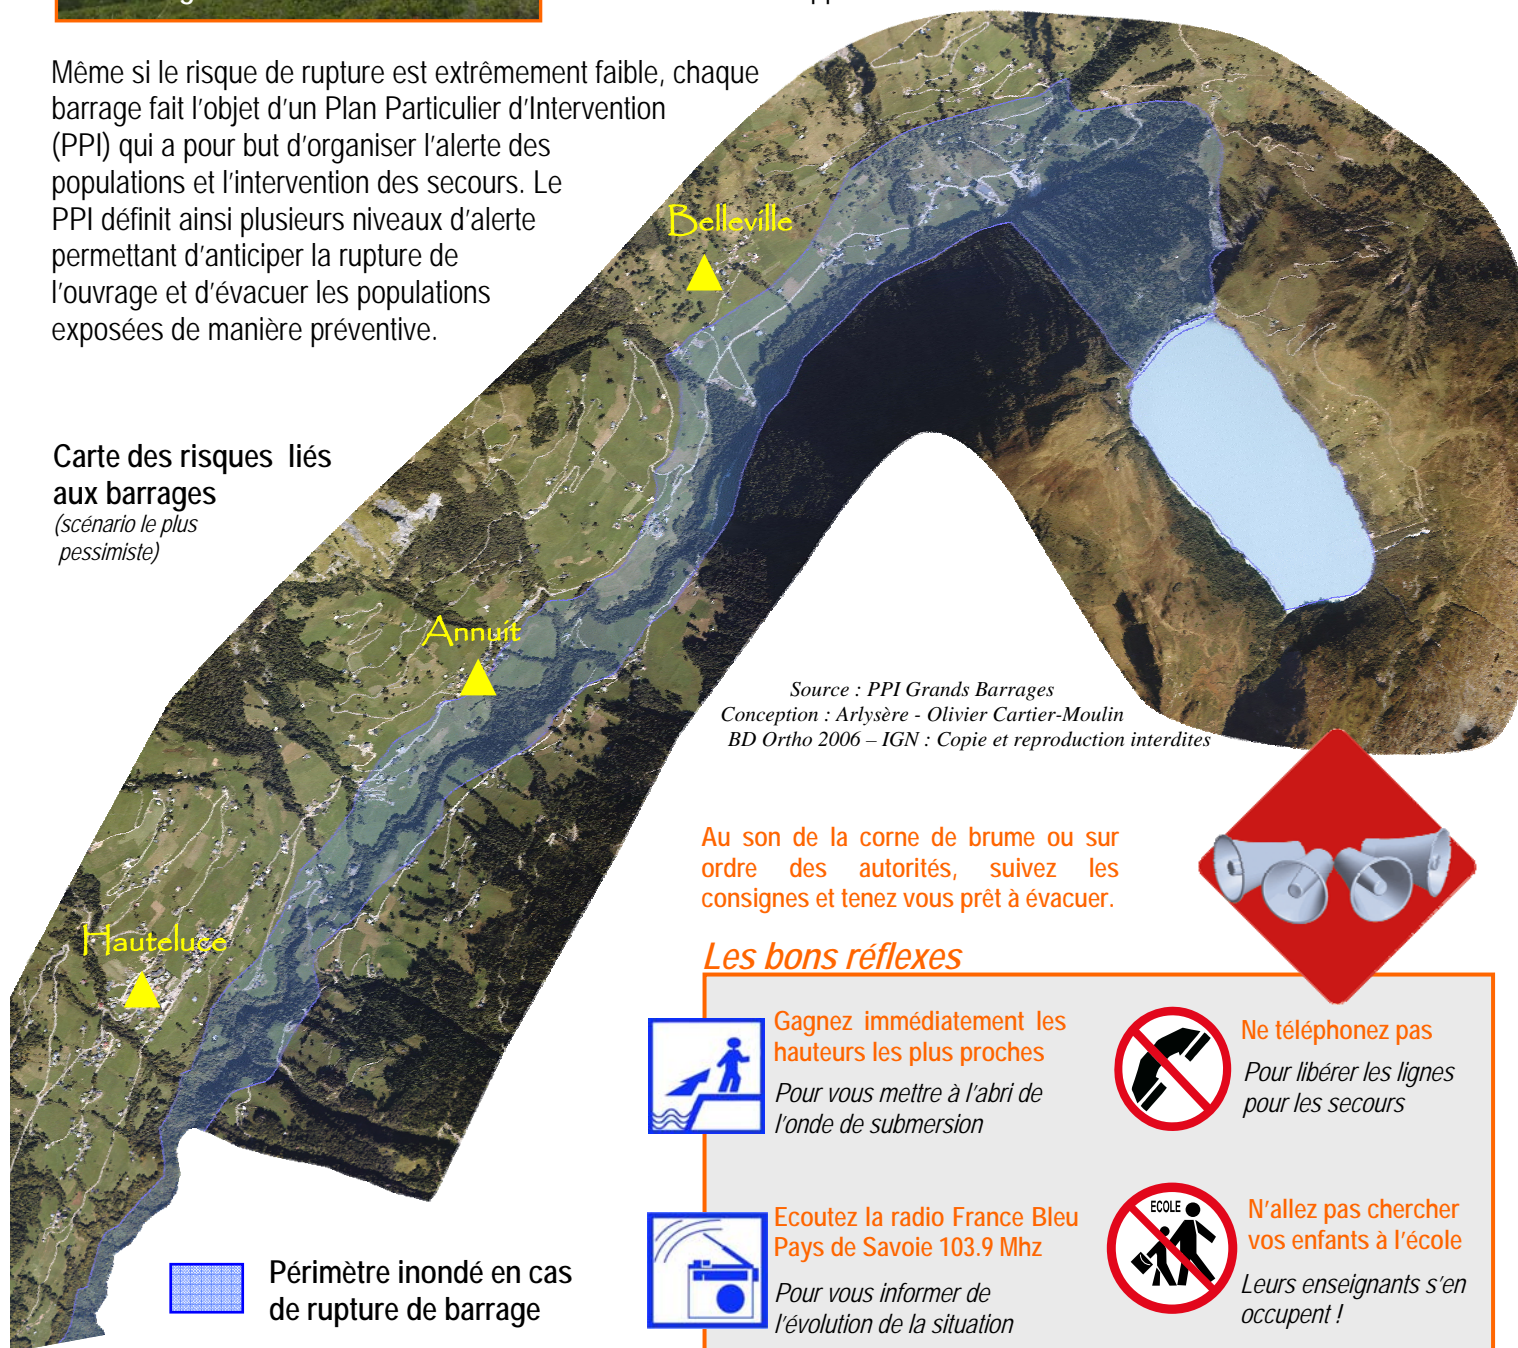 Même si le risque de rupture est extrêmement faible, chaque
barrage fait l'objet d'un Plan Particulier d'Intervention
(PPI) qui a pour but d'organiser l'alerte des
populations et l'intervention des secours. Le
PPI définit ainsi plusieurs niveaux d'alerte
permettant d'anticiper la rupture de
l'ouvrage et d'évacuer les populations
exposées de manière préventive.
Belleville
Carte des risques liés
aux barrages
(scénario le plus
pessimiste)
Annuit
Source : PPI Grands Barrages
Conception : Arlysère - Olivier Cartier-Moulin
BD Ortho 2006 – IGN : Copie et reproduction interdites
Hauteluce
Au son de la corne de brume ou sur
ordre des autorités, suivez les
consignes et tenez vous prêt à évacuer.
Les bons réflexes
Gagnez immédiatement les
hauteurs les plus proches
Pour vous mettre à l'abri de
l'onde de submersion
Ne téléphonez pas
Pour libérer les lignes
pour les secours
Ecoutez la radio France Bleu
Pays de Savoie 103.9 Mhz
Pour vous informer de
l'évolution de la situation
ECOLE
N'allez pas chercher
vos enfants à l'école
Leurs enseignants s'en
occupent !
Périmètre inondé en cas
de rupture de barrage